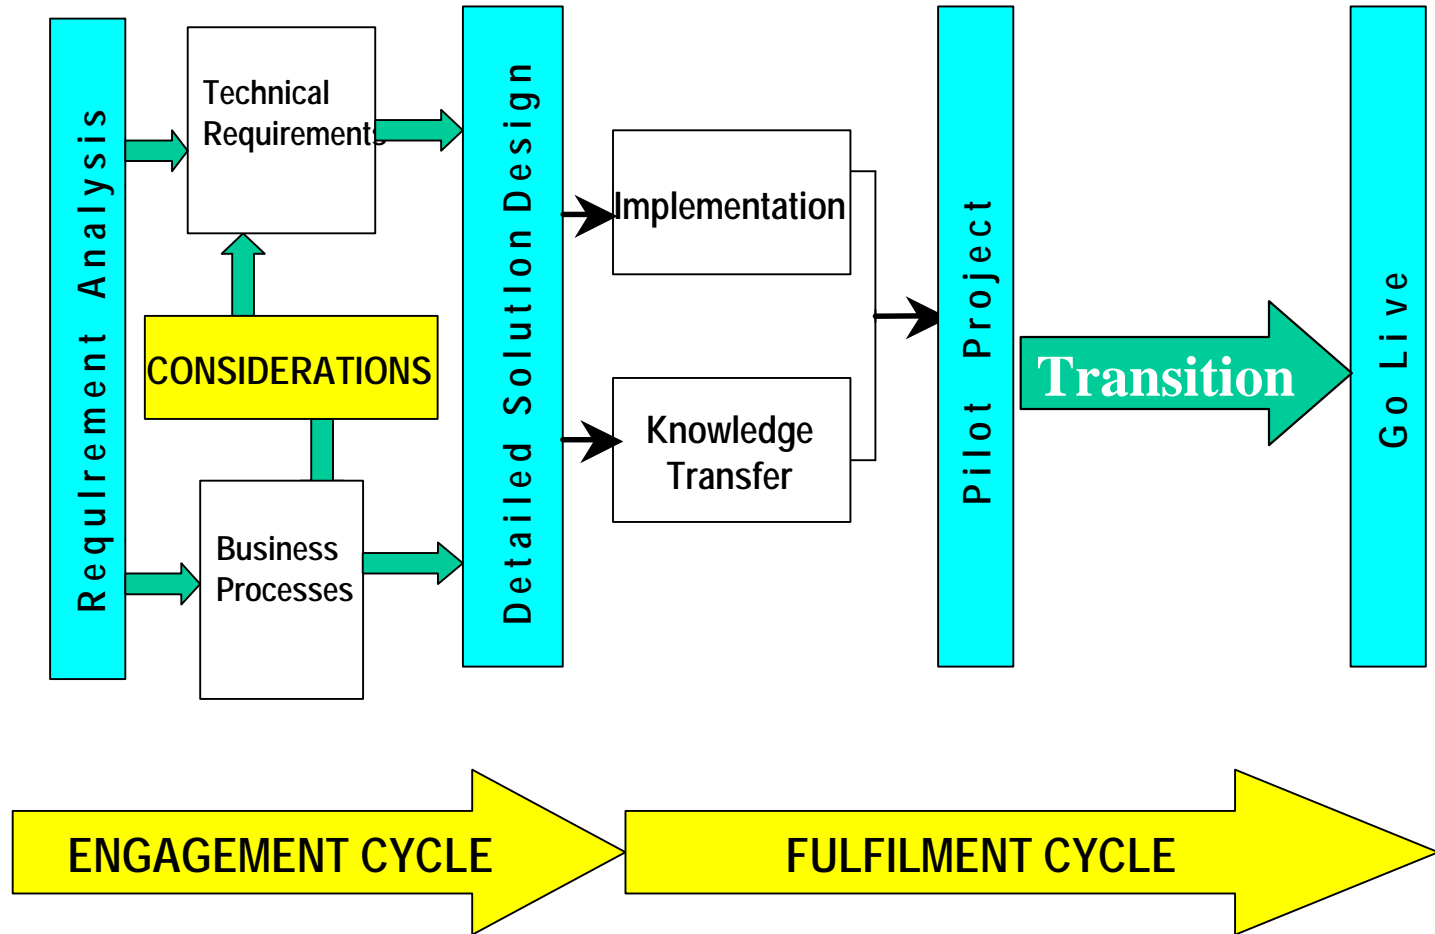 Requirement Analysis
Technical
Requirements
CONSIDERATIONS
Business
Processes
Detailed Solution Design
Implementation
Knowledge
Transfer
Pilot Project
Transition
Go Live
ENGAGEMENT CYCLE
FULFILMENT CYCLE